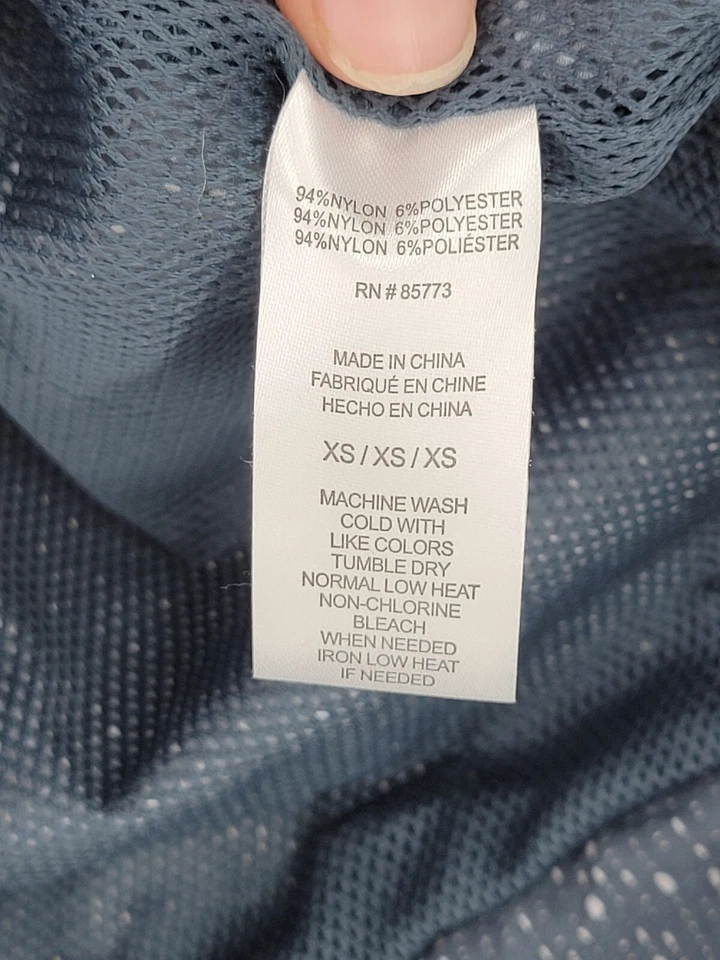 94%NYLON 6%POLYESTER
94%NYLON 6%POLYESTER
94%NYLON 6%POLIÉSTER
RN # 85773
MADE IN CHINA
FABRIQUÉ EN CHINE
HECHO EN CHINA
XS / XS / XS
MACHINE WASH
COLD WITH
LIKE COLORS
TUMBLE DRY
NORMAL LOW HEAT
NON-CHLORINE
BLEACH
WHEN NEEDED
IRON LOW HEAT
IF NEEDED